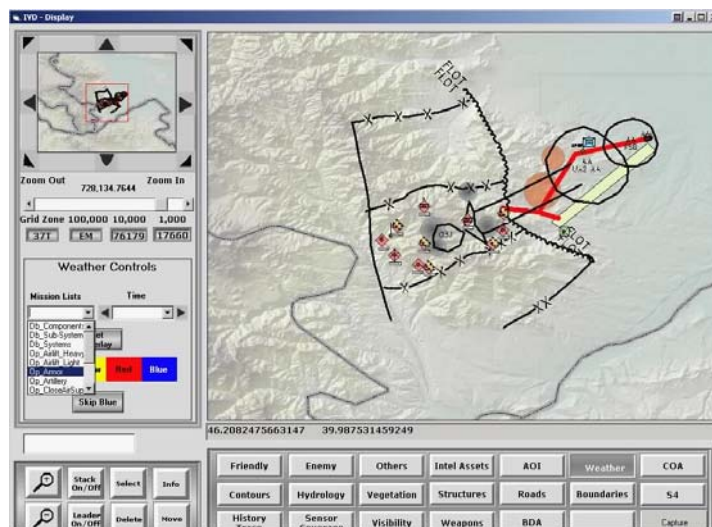 IVD - Display
Zoom Out
728,134.7644
Zoom In
Grid Zone 100,000 10,000 1,000
37T EM 76179 17660
Weather Controls
Mission Lists Time
Db_Components
Db_Sub-System
Db_Systems
Op_Airlift_Heavy
Op_Airlift_Light
Op_Armor
Op_Artillery
Op_CloseAirSup
Red Blue
Skip Blue
FLOT
FLOT
46.2082475663147 39.987531459249
Stack On/Off Select Info
Leader On/Off Delete Move
Friendly Enemy Others Intel Assets AOI Weather COA
Contours Hydrology Vegetation Structures Roads Boundaries S4
History Sensor Visibility Weapons BDA Capture